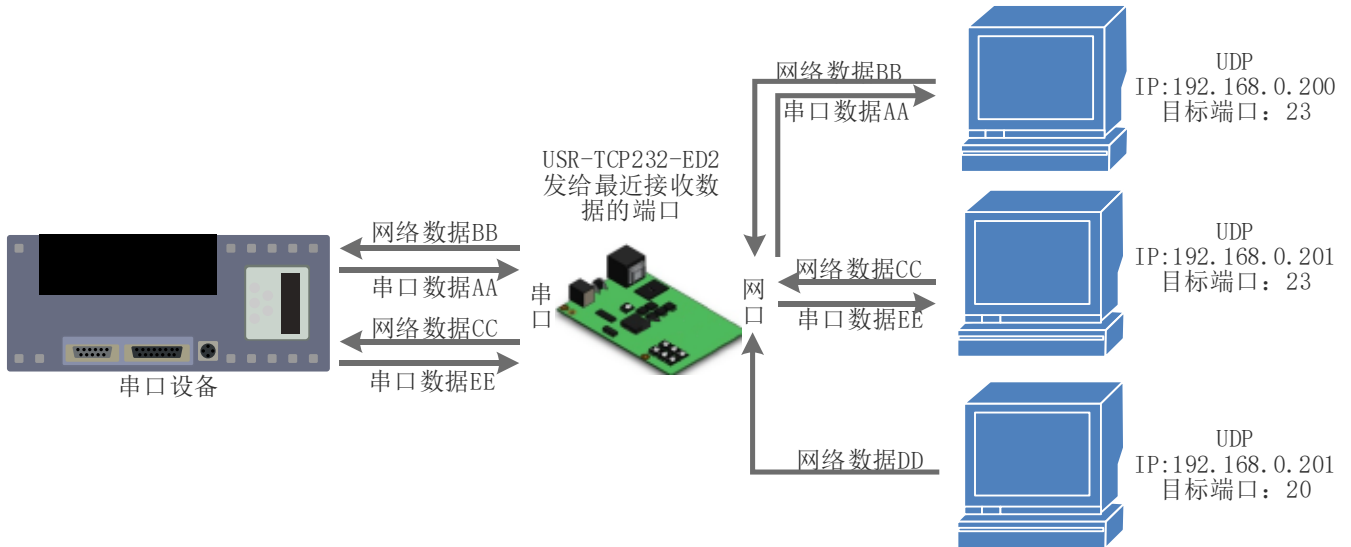 网络数据BB
串口数据AA
UDP
IP:192.168.0.200
目标端口：23
USR-TCP232-ED2
发给最近接收数
据的端口
网络数据BB
串口数据AA
网络数据CC
串口数据EE
串口设备
串口
网口
网络数据CC
串口数据EE
UDP
IP:192.168.0.201
目标端口：23
网络数据DD
UDP
IP:192.168.0.201
目标端口：20